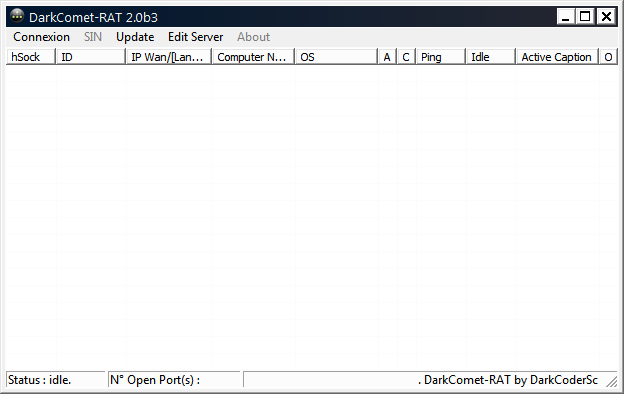 DarkComet-RAT 2.0b3
Connexion SIN Update Edit Server About
hSock ID IP Wan/[Lan... Computer N... OS A C Ping Idle Active Caption O
Status : idle. N° Open Port(s) : . DarkComet-RAT by DarkCoderSc